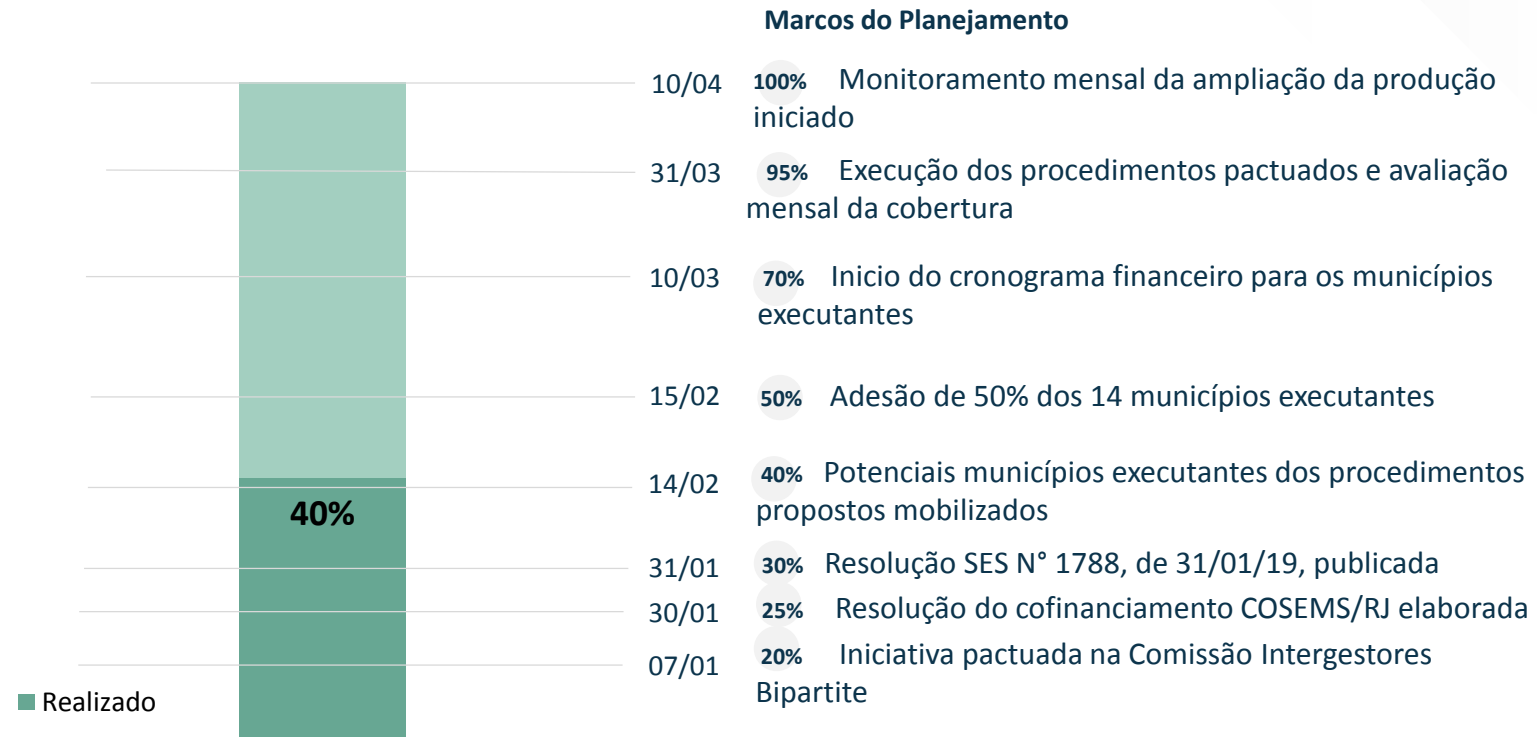 Marcos do Planejamento
10/04 100% Monitoramento mensal da ampliação da produção
iniciado
31/03 95% Execução dos procedimentos pactuados e avaliação
mensal da cobertura
10/03 70% Inicio do cronograma financeiro para os municípios
executantes
15/02 50% Adesão de 50% dos 14 municípios executantes
14/02 40% Potenciais municípios executantes dos procedimentos
propostos mobilizados
40%
31/01 30% Resolução SES N° 1788, de 31/01/19, publicada
30/01 25% Resolução do cofinanciamento COSEMS/RJ elaborada
07/01 20% Iniciativa pactuada na Comissão Intergestores
Bipartite
Realizado